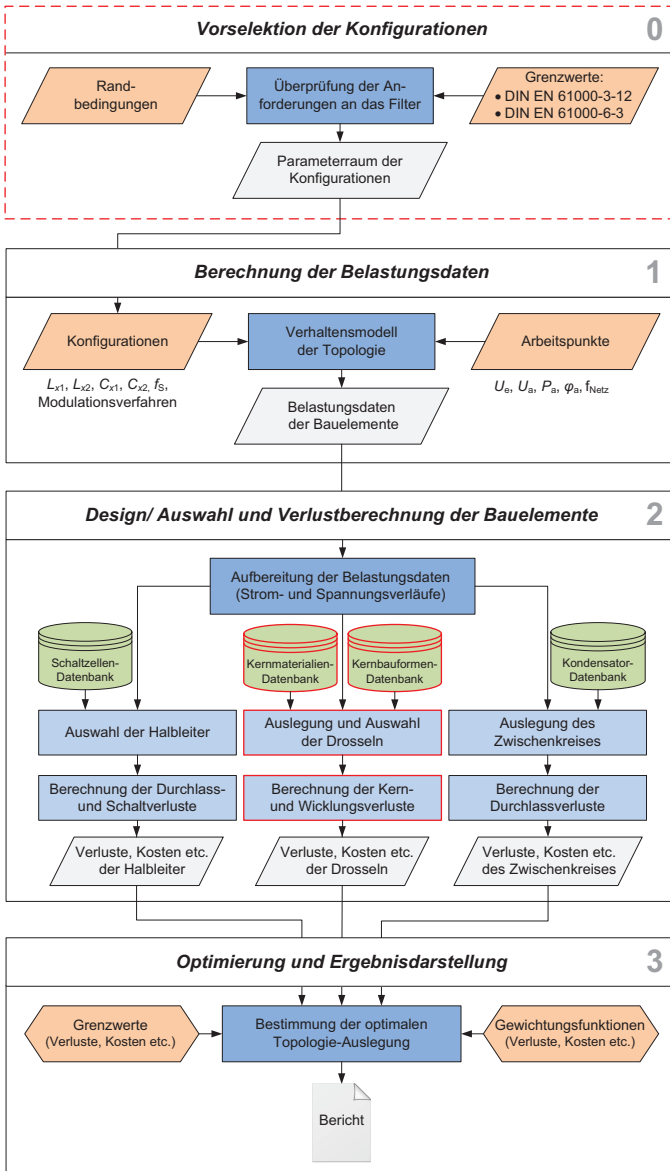 Vorselektion der Konfigurationen
0
Rand-
bedingungen
Überprüfung der An-
forderungen an das Filter
Grenzwerte:
• DIN EN 61000-3-12
• DIN EN 61000-6-3
Parameterraum der
Konfigurationen
Berechnung der Belastungsdaten
1
Konfigurationen
Verhaltensmodell
der Topologie
Arbeitspunkte
Lx1, Lx2, Cx1, Cx2, fS,
Modulationsverfahren
Ue, Ua, Pa, φa, fNetz
Belastungsdaten
der Bauelemente
Design/ Auswahl und Verlustberechnung der Bauelemente
2
Aufbereitung der Belastungsdaten
(Strom- und Spannungsverläufe)
Schaltzellen-
Datenbank
Kernmaterialien-
Datenbank
Kernbauformen-
Datenbank
Kondensator-
Datenbank
Auswahl der Halbleiter
Auslegung und Auswahl
der Drosseln
Auslegung des
Zwischenkreises
Berechnung der Durchlass-
und Schaltverluste
Berechnung der Kern-
und Wicklungsverluste
Berechnung der
Durchlassverluste
Verluste, Kosten etc.
der Halbleiter
Verluste, Kosten etc.
der Drosseln
Verluste, Kosten etc.
des Zwischenkreises
Optimierung und Ergebnisdarstellung
3
Grenzwerte
(Verluste, Kosten etc.)
Bestimmung der optimalen
Topologie-Auslegung
Gewichtungsfunktionen
(Verluste, Kosten etc.)
Bericht